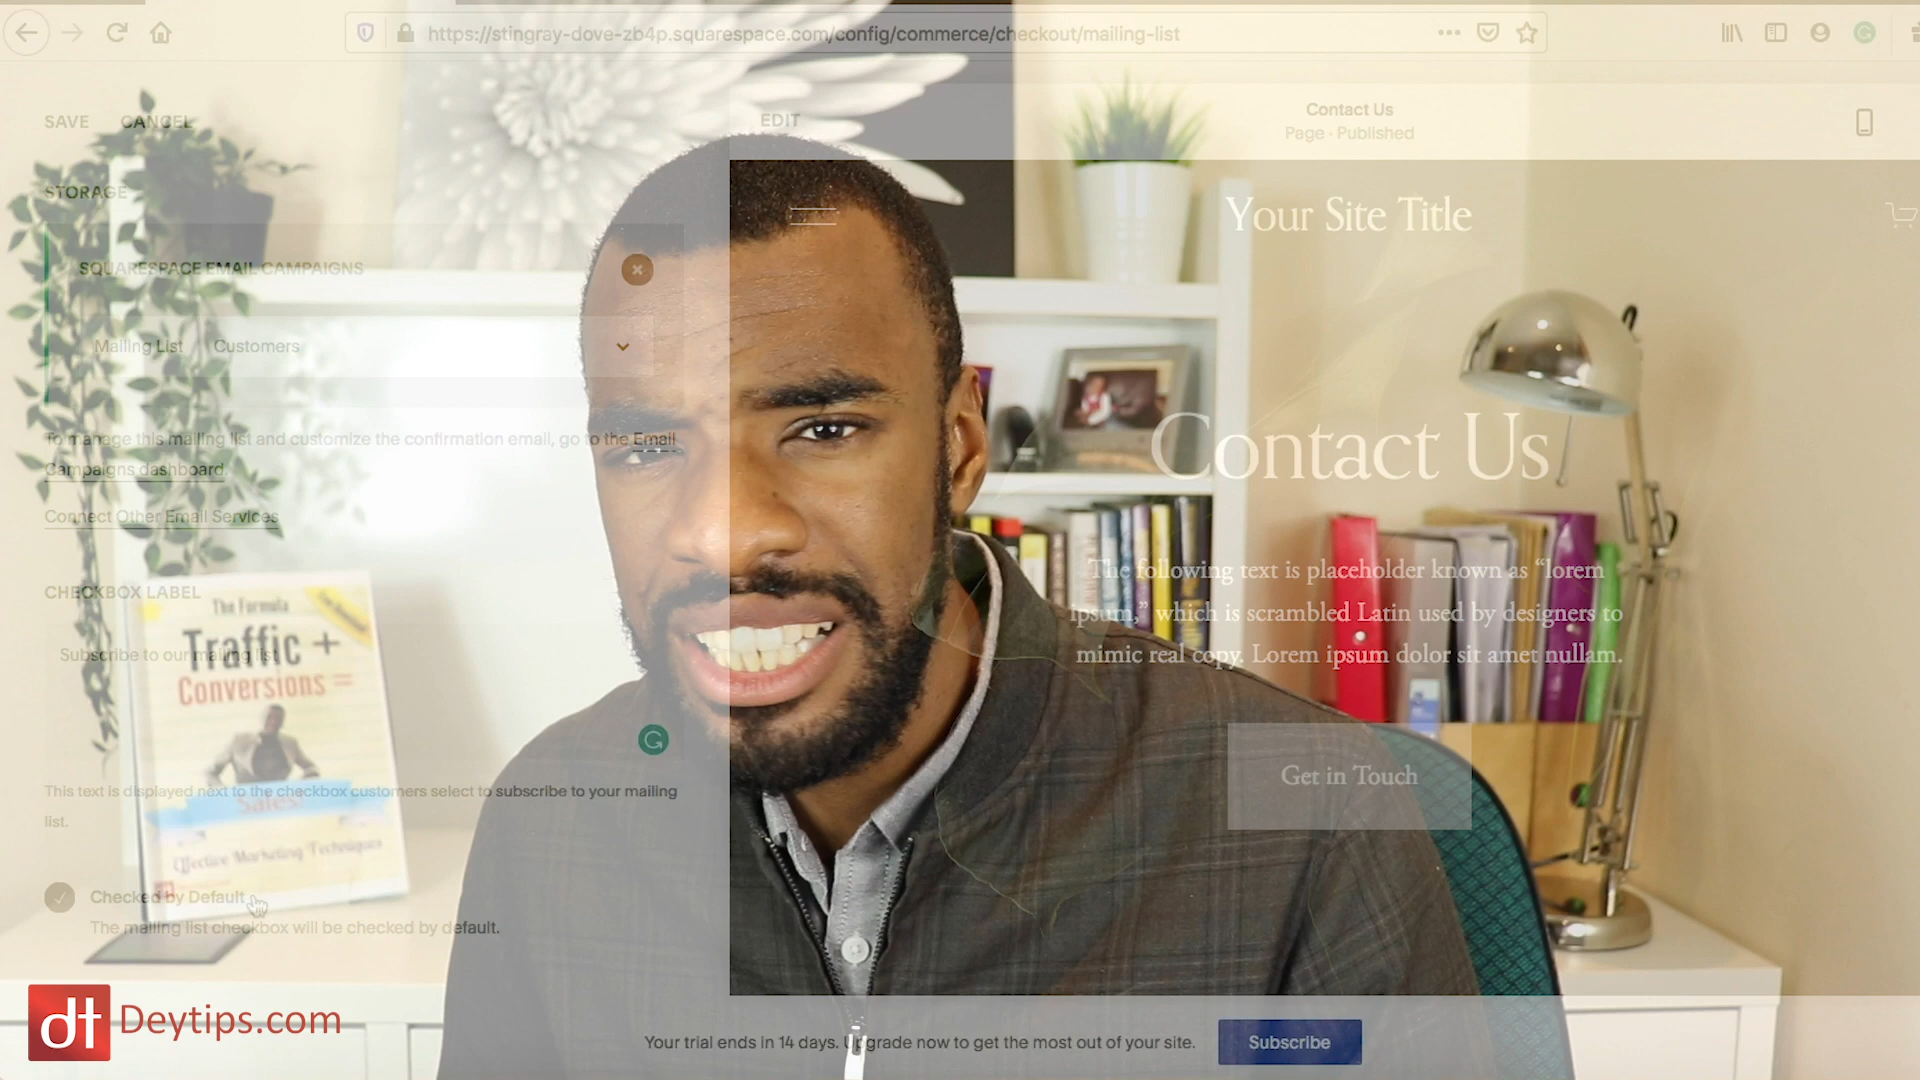 https://stingray-dove-zb4p.squarespace.com/config/commerce/checkout/mailing-list
SAVE CANCEL
EDIT
Contact Us
Page · Published
STORAGE
Your Site Title
SQUARESPACE EMAIL CAMPAIGNS
Mailing List Customers
To manage this mailing list and customize the confirmation email, go to the Email
Campaigns dashboard.
Connect Other Email Services
Contact Us
The following text is placeholder known as “lorem
ipsum,” which is scrambled Latin used by designers to
mimic real copy. Lorem ipsum dolor sit amet nullam.
Get in Touch
CHECKBOX LABEL
Subscribe to our mailing list
The Formula
Traffic +
Conversions =
Sales!
Effective Marketing Techniques
This text is displayed next to the checkbox customers select to subscribe to your mailing
list.
Checked by Default
The mailing list checkbox will be checked by default.
dt Deytips.com
Your trial ends in 14 days. Upgrade now to get the most out of your site.
Subscribe